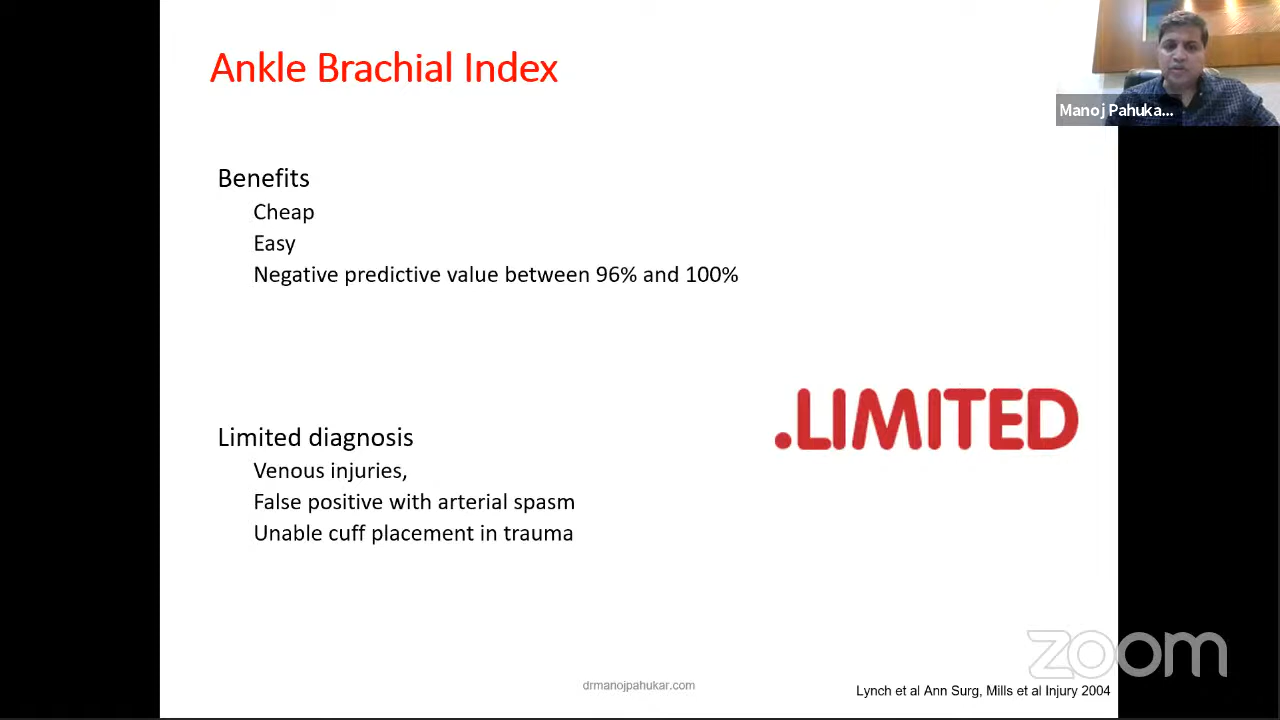 Ankle Brachial Index
Manoj Pahuka...
Benefits
Cheap
Easy
Negative predictive value between 96% and 100%
.LIMITED
Limited diagnosis
Venous injuries,
False positive with arterial spasm
Unable cuff placement in trauma
zoom
drmanojpahukar.com
Lynch et al Ann Surg, Mills et al Injury 2004